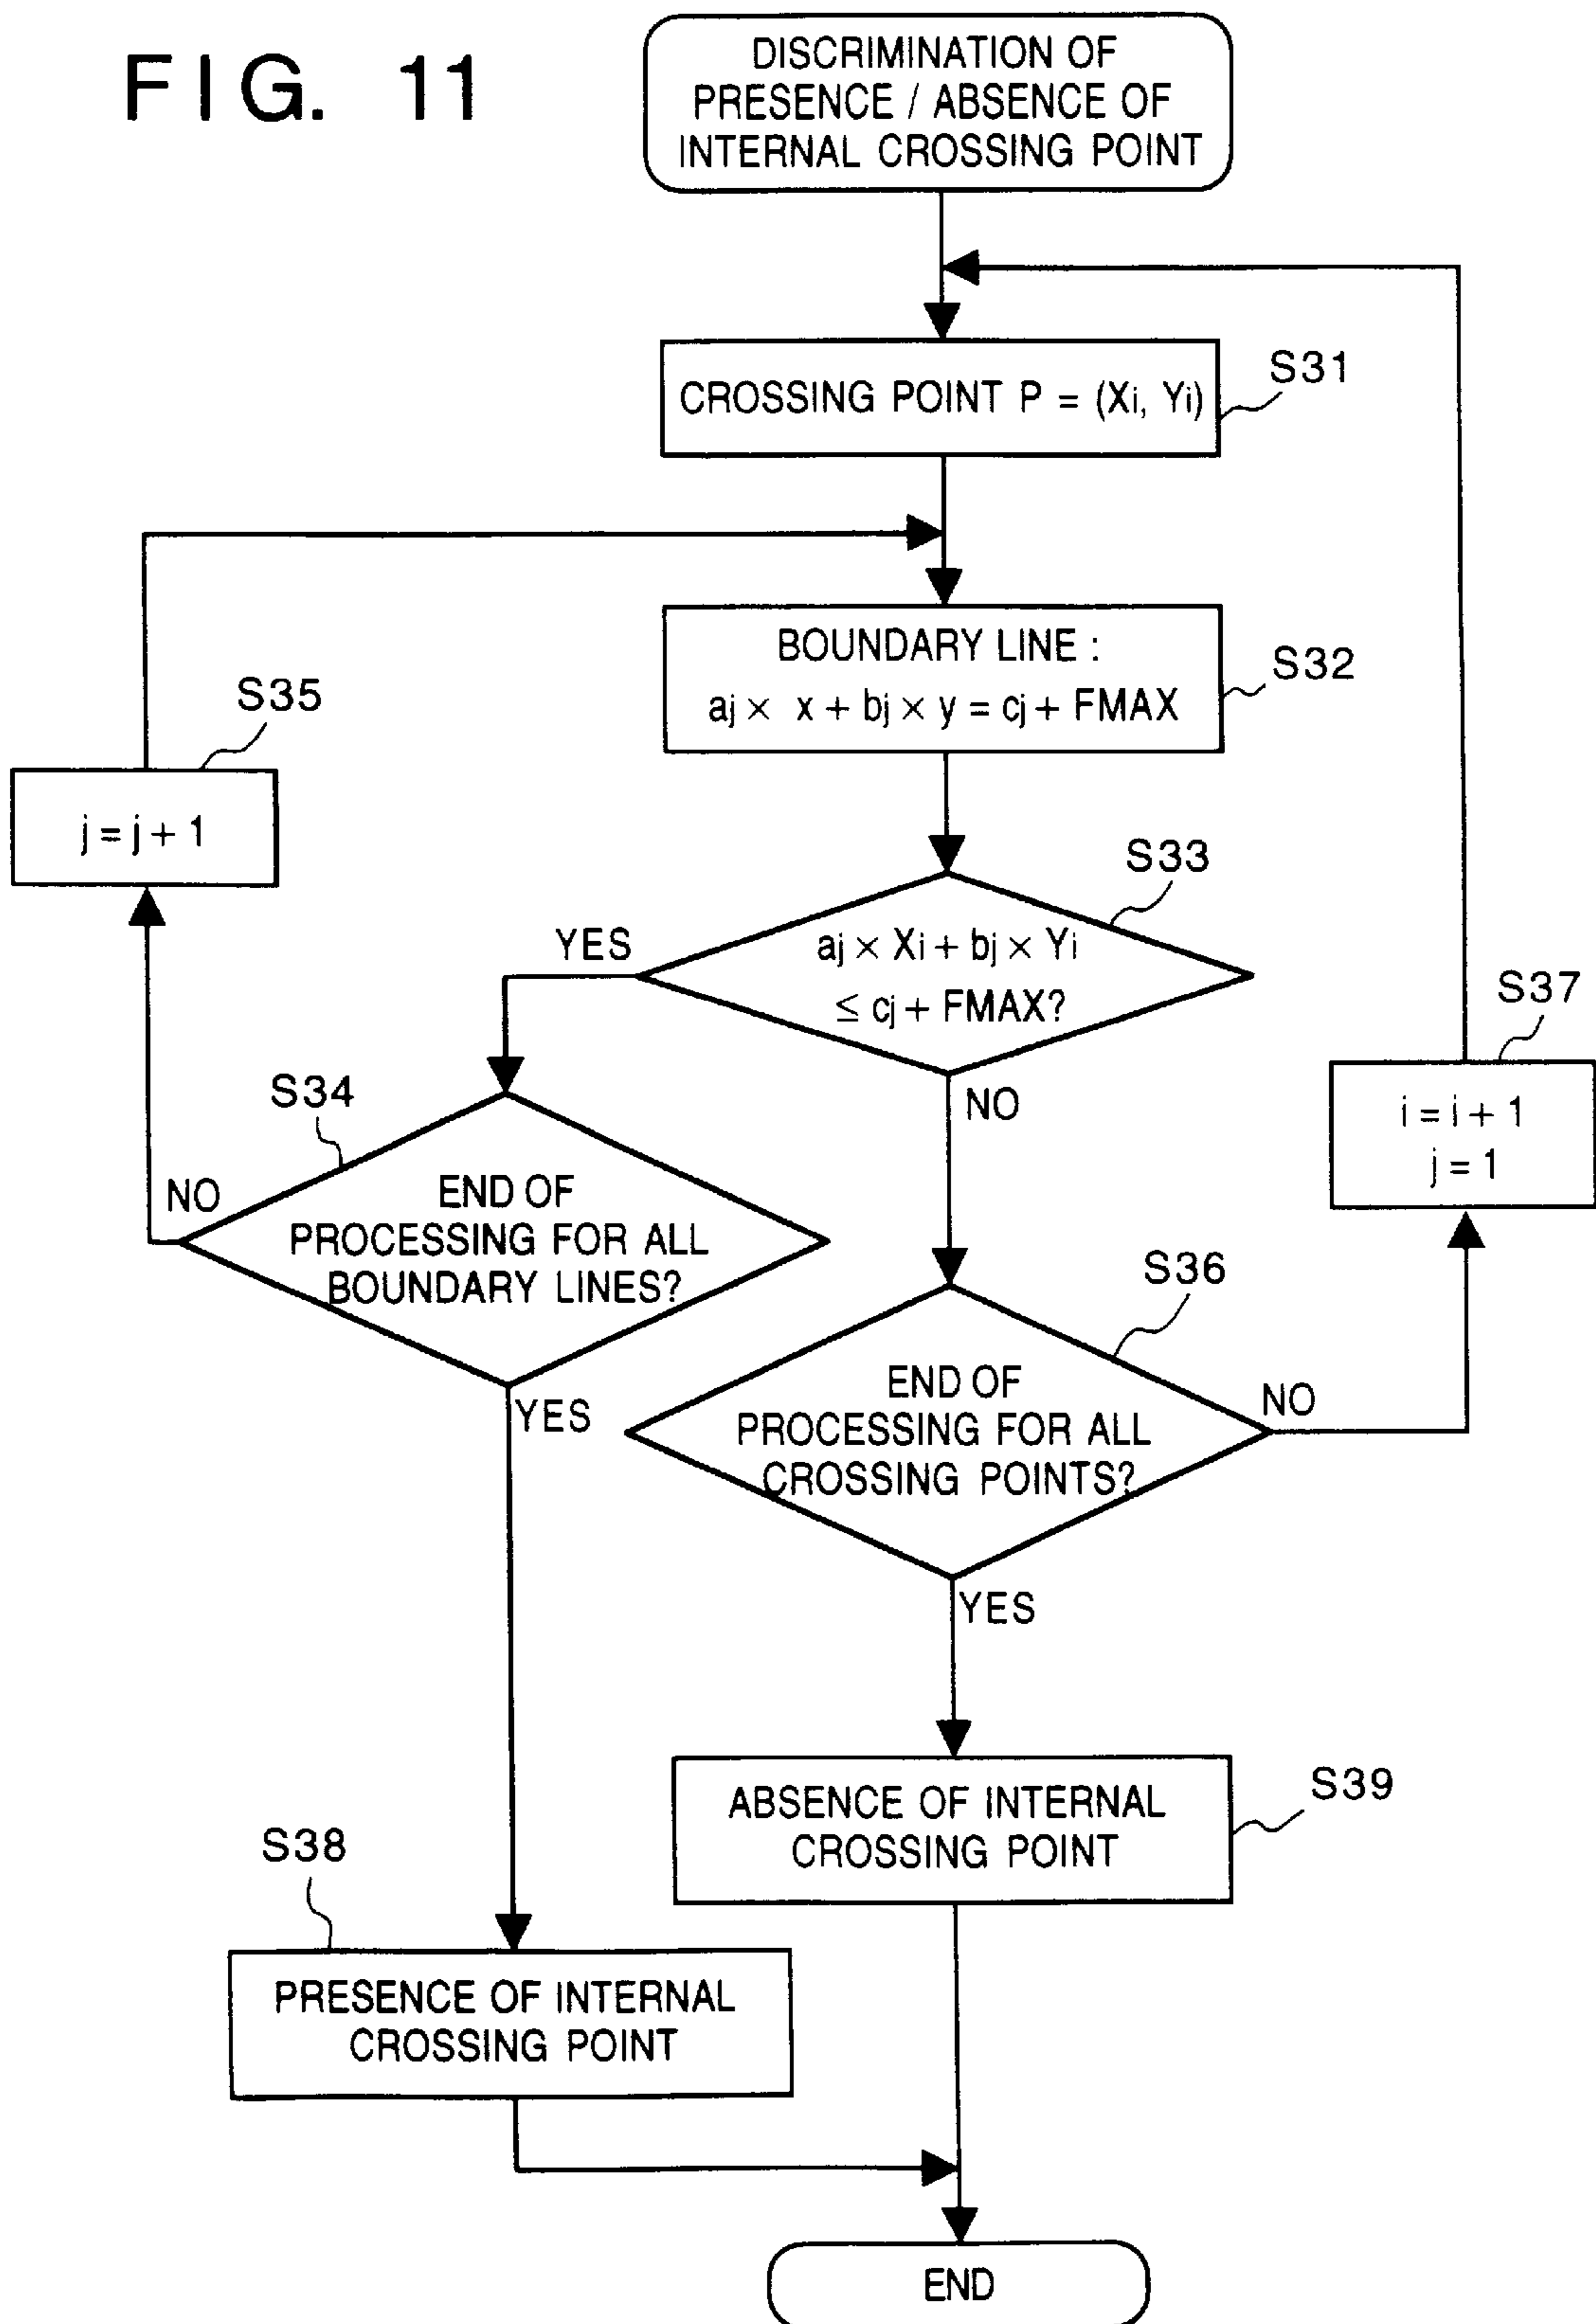 FIG. 11
DISCRIMINATION OF
PRESENCE / ABSENCE OF
INTERNAL CROSSING POINT
S31
CROSSING POINT P = (Xi, Yi)
S32
BOUNDARY LINE :
aj × x + bj × y = cj + FMAX
S35
j = j + 1
S33
aj × Xi + bj × Yi
≤ cj + FMAX?
YES
NO
S37
i = i + 1
j = 1
S34
END OF
PROCESSING FOR ALL
BOUNDARY LINES?
NO
YES
S36
END OF
PROCESSING FOR ALL
CROSSING POINTS?
NO
YES
S39
ABSENCE OF INTERNAL
CROSSING POINT
S38
PRESENCE OF INTERNAL
CROSSING POINT
END